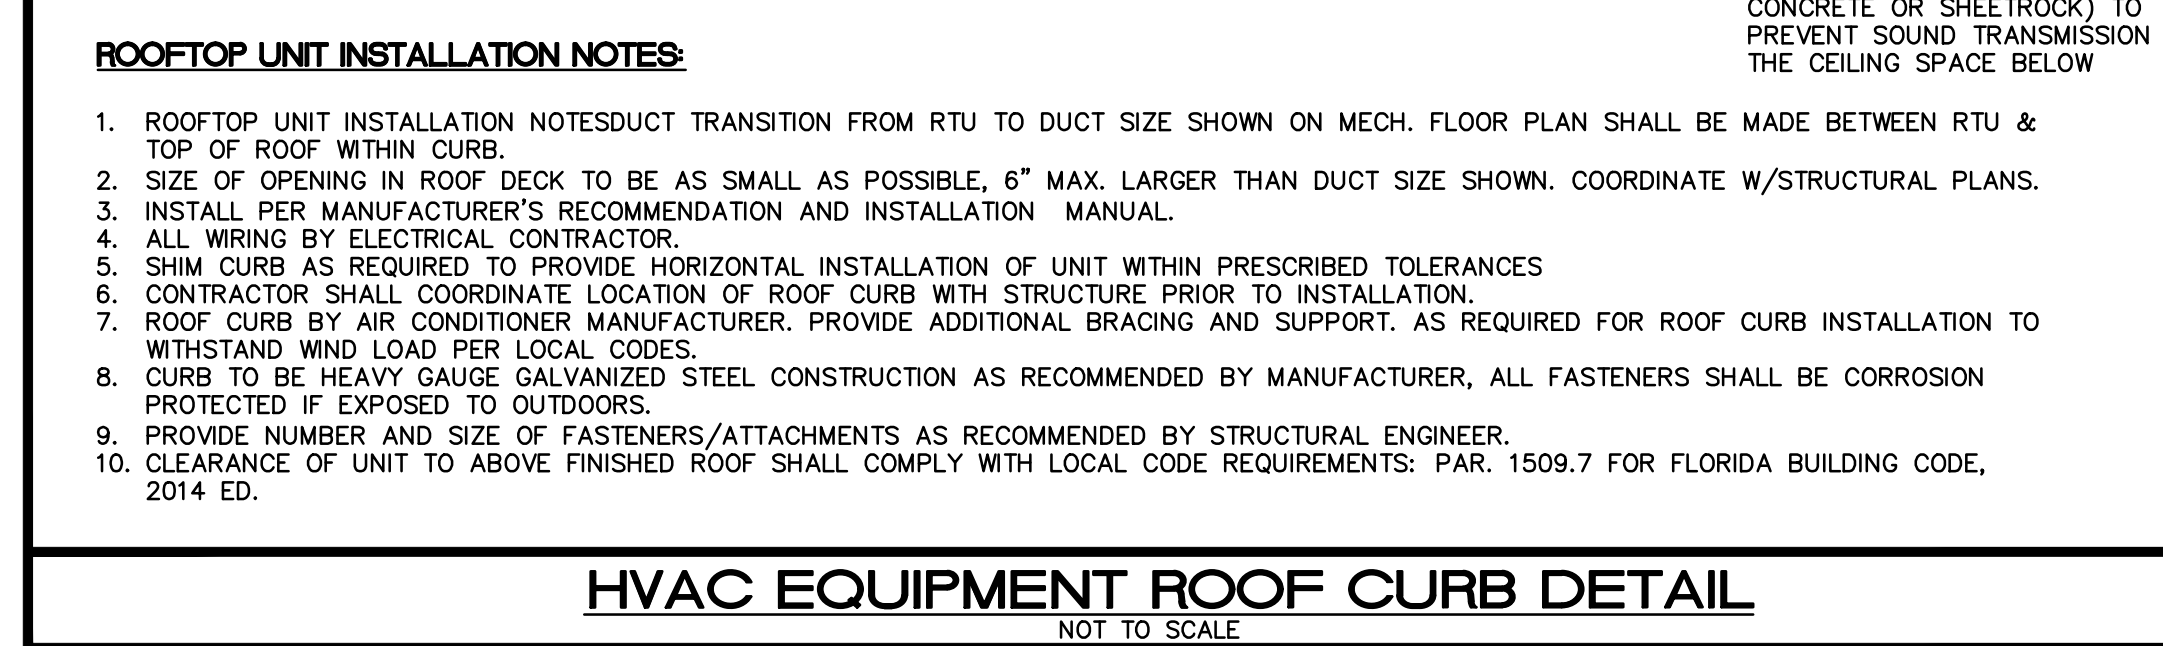 CONCRETE OR SHEETROCK) TO
PREVENT SOUND TRANSMISSION
THE CEILING SPACE BELOW
ROOFTOP UNIT INSTALLATION NOTES:
1. ROOFTOP UNIT INSTALLATION NOTESDUCT TRANSITION FROM RTU TO DUCT SIZE SHOWN ON MECH. FLOOR PLAN SHALL BE MADE BETWEEN RTU &
TOP OF ROOF WITHIN CURB.
2. SIZE OF OPENING IN ROOF DECK TO BE AS SMALL AS POSSIBLE, 6" MAX. LARGER THAN DUCT SIZE SHOWN. COORDINATE W/STRUCTURAL PLANS.
3. INSTALL PER MANUFACTURER'S RECOMMENDATION AND INSTALLATION MANUAL.
4. ALL WIRING BY ELECTRICAL CONTRACTOR.
5. SHIM CURB AS REQUIRED TO PROVIDE HORIZONTAL INSTALLATION OF UNIT WITHIN PRESCRIBED TOLERANCES
6. CONTRACTOR SHALL COORDINATE LOCATION OF ROOF CURB WITH STRUCTURE PRIOR TO INSTALLATION.
7. ROOF CURB BY AIR CONDITIONER MANUFACTURER. PROVIDE ADDITIONAL BRACING AND SUPPORT. AS REQUIRED FOR ROOF CURB INSTALLATION TO
WITHSTAND WIND LOAD PER LOCAL CODES.
8. CURB TO BE HEAVY GAUGE GALVANIZED STEEL CONSTRUCTION AS RECOMMENDED BY MANUFACTURER, ALL FASTENERS SHALL BE CORROSION
PROTECTED IF EXPOSED TO OUTDOORS.
9. PROVIDE NUMBER AND SIZE OF FASTENERS/ATTACHMENTS AS RECOMMENDED BY STRUCTURAL ENGINEER.
10. CLEARANCE OF UNIT TO ABOVE FINISHED ROOF SHALL COMPLY WITH LOCAL CODE REQUIREMENTS: PAR. 1509.7 FOR FLORIDA BUILDING CODE,
2014 ED.
HVAC EQUIPMENT ROOF CURB DETAIL
NOT TO SCALE